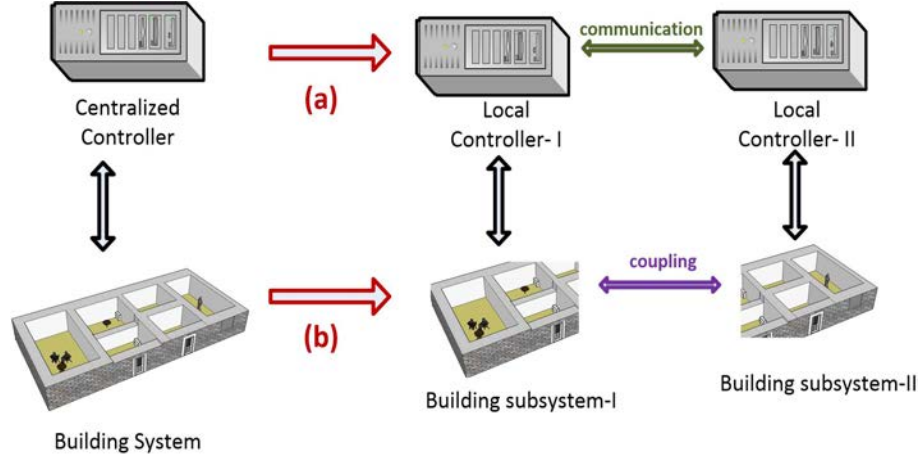 communication
(a)
Centralized
Controller
Local
Controller- I
Local
Controller- II
coupling
(b)
Building System
Building subsystem-I
Building subsystem-II